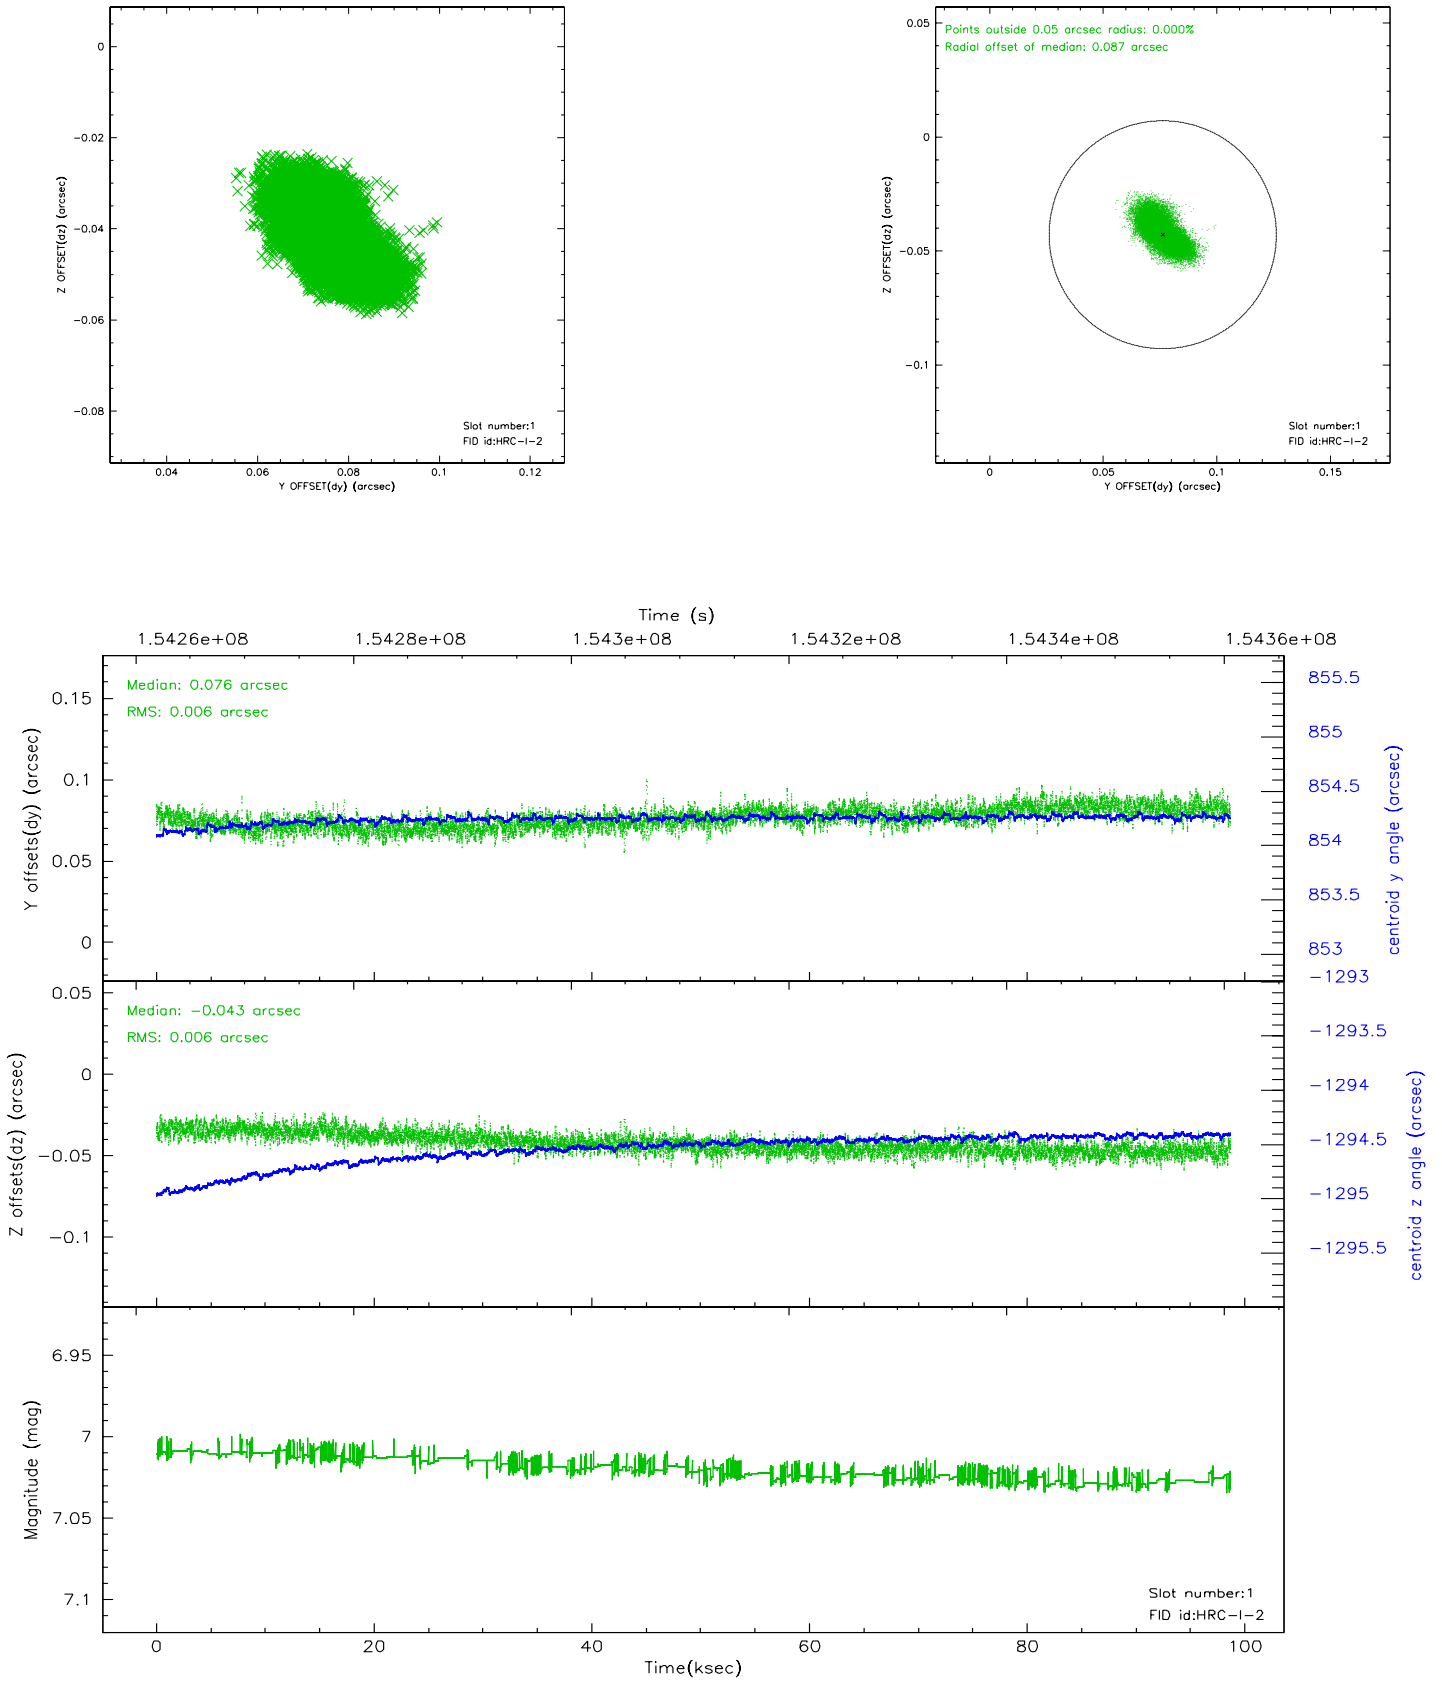 0
−0.02
−0.04
−0.06
−0.08
Z OFFSET(dz) (arcsec)
0.04 0.06 0.08 0.1 0.12
Y OFFSET(dy) (arcsec)
Slot number:1
FID id:HRC−I−2
Points outside 0.05 arcsec radius: 0.000%
Radial offset of median: 0.087 arcsec
0.05
0
−0.05
−0.1
Z OFFSET(dz) (arcsec)
0 0.05 0.1 0.15
Y OFFSET(dy) (arcsec)
Slot number:1
FID id:HRC−I−2
Time (s)
1.5426e+08 1.5428e+08 1.543e+08 1.5432e+08 1.5434e+08 1.5436e+08
Median: 0.076 arcsec
RMS: 0.006 arcsec
0.15
0.1
0.05
0
Y offsets(dy) (arcsec)
855.5
855
854.5
854
853.5
853
centroid y angle (arcsec)
Median: −0.043 arcsec
RMS: 0.006 arcsec
0.05
0
−0.05
−0.1
Z offsets(dz) (arcsec)
−1293
−1293.5
−1294
−1294.5
−1295
−1295.5
centroid z angle (arcsec)
6.95
7
7.05
7.1
Magnitude (mag)
Slot number:1
FID id:HRC−I−2
0 20 40 60 80 100
Time(ksec)